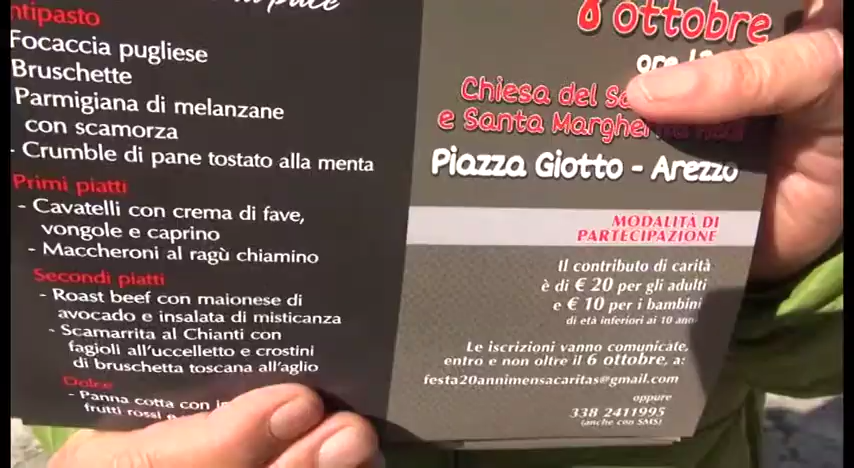 Antipasto
Focaccia pugliese
Bruschette
Parmigiana di melanzane
con scamorza
- Crumble di pane tostato alla menta
Primi piatti
- Cavatelli con crema di fave,
vongole e caprino
- Maccheroni al ragù chiamino
Secondi piatti
- Roast beef con maionese di
avocado e insalata di misticanza
- Scamarrita al Chianti con
fagioli all'uccelletto e crostini
di bruschetta toscana all'aglio
Dolce
- Panna cotta con
frutti rossi e
8 ottobre
ore
Chiesa del
e Santa
Piazza Giotto - Arezzo
MODALITÀ DI
PARTECIPAZIONE
Il contributo di carità
è di € 20 per gli adulti
e € 10 per i bambini
di età inferiori ai 10 anni
Le iscrizioni vanno comunicate,
entro e non oltre il 6 ottobre, a:
festa20annimensacaritas@gmail.com
oppure
338 2411995
(anche con SMS)